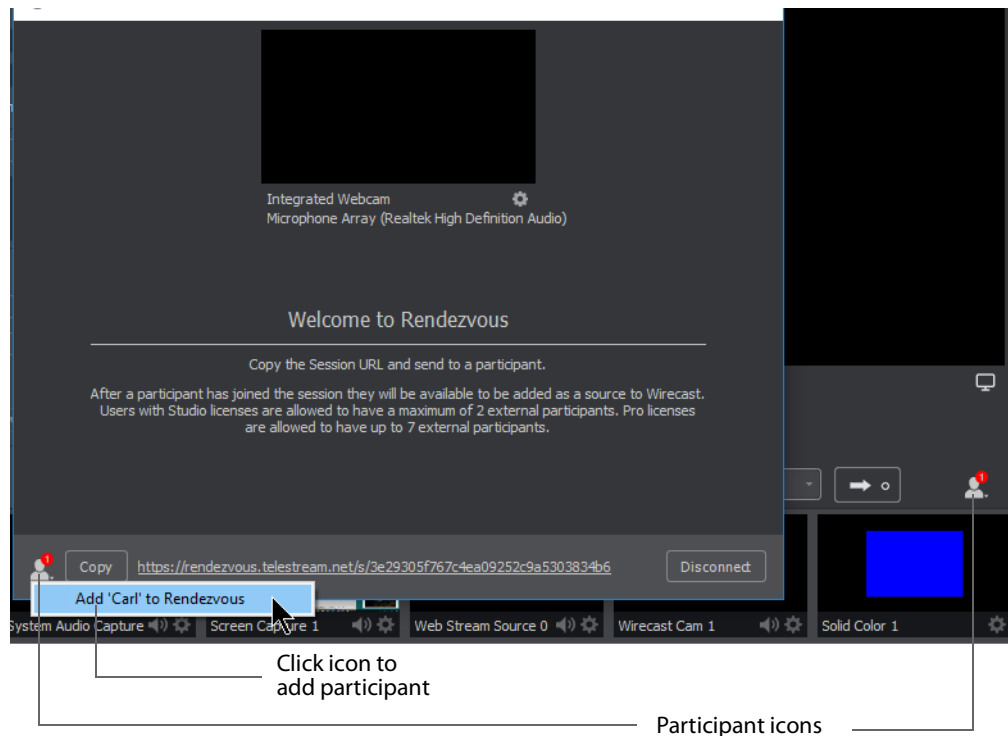 Integrated Webcam
Microphone Array (Realtek High Definition Audio)
Welcome to Rendezvous
Copy the Session URL and send to a participant.
After a participant has joined the session they will be available to be added as a source to Wirecast.
Users with Studio licenses are allowed to have a maximum of 2 external participants. Pro licenses
are allowed to have up to 7 external participants.
1
1
Copy
https://rendezvous.telestream.net/s/3e29305f767c4ea09252c9a5303834b6
Disconnect
Add 'Carl' to Rendezvous
System Audio Capture
Screen Capture 1
Web Stream Source 0
Wirecast Cam 1
Solid Color 1
Click icon to
add participant
Participant icons